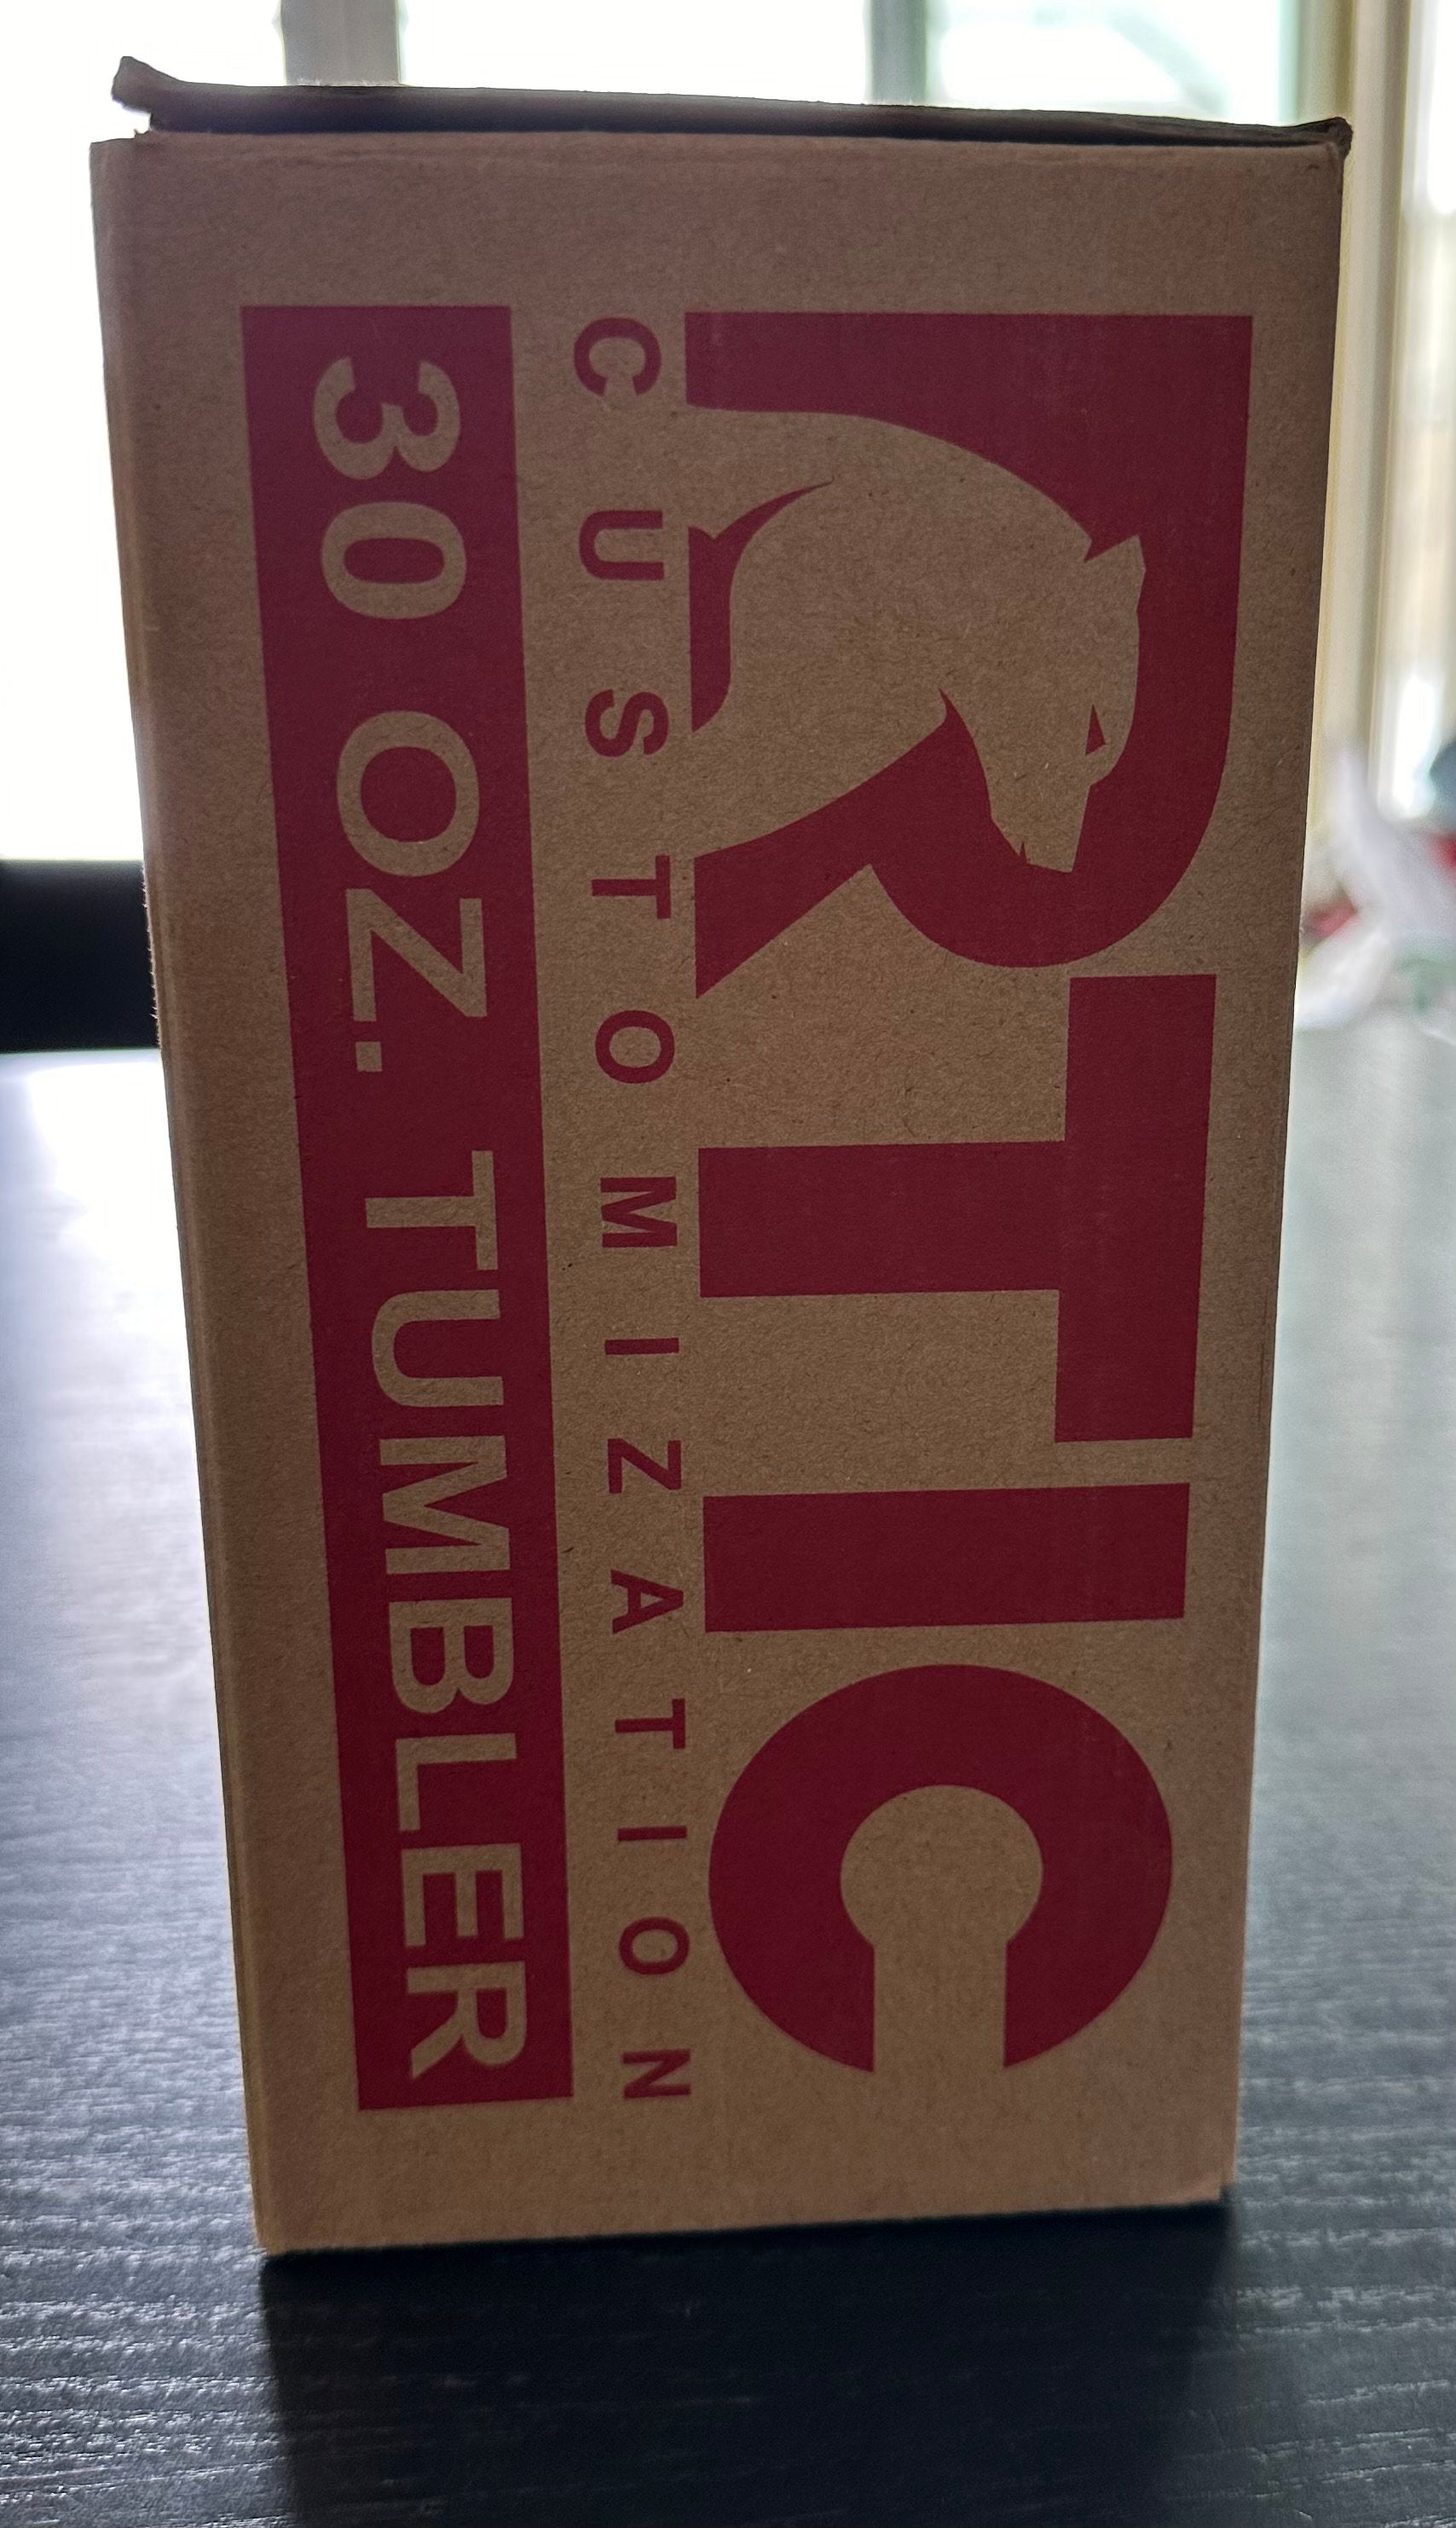 RTIC
CUSTOMIZATION
30 OZ. TUMBLER